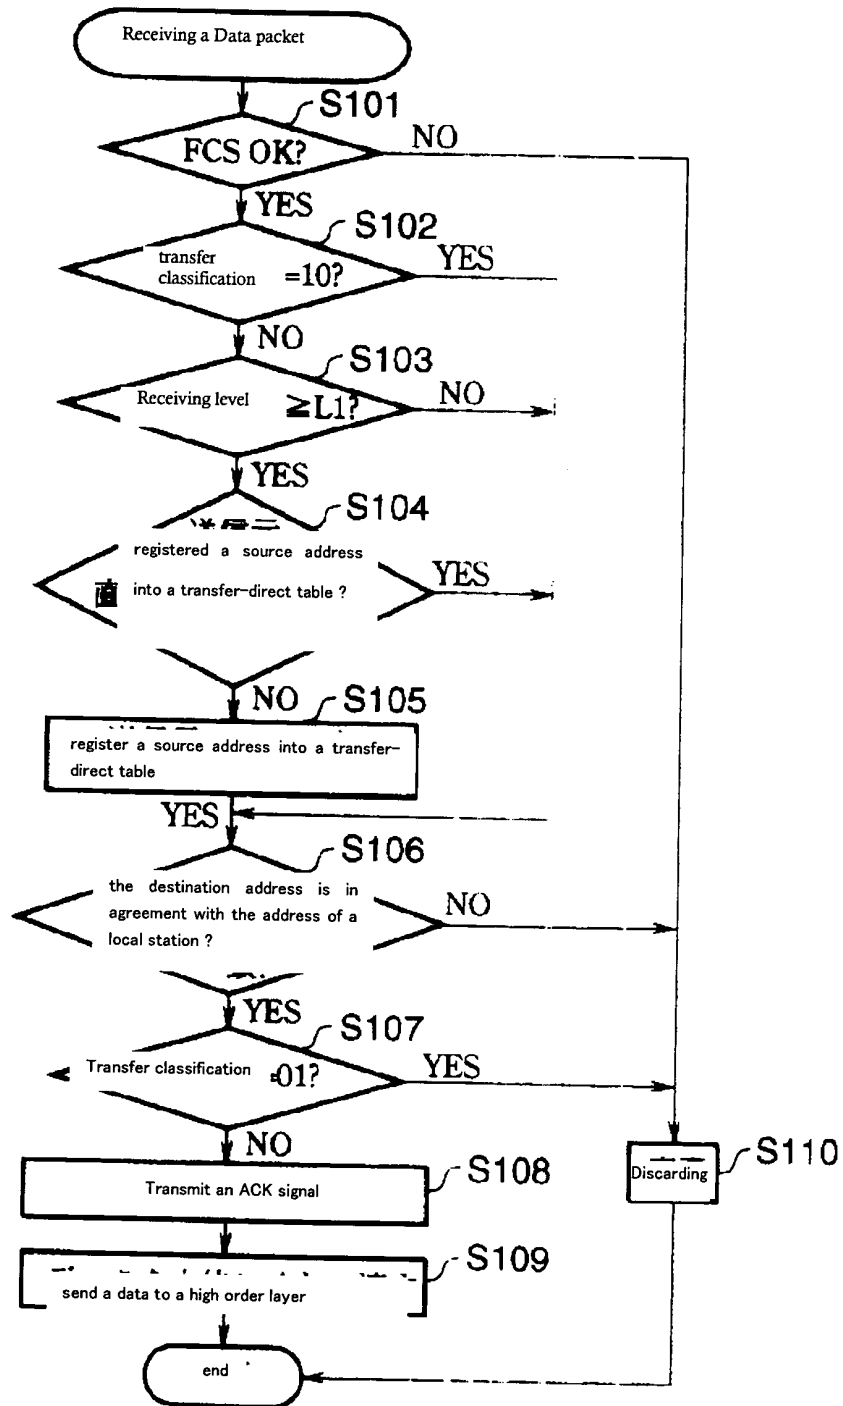 Receiving a Data packet
S101
FCS OK?
NO
YES
S102
transfer
classification =10?
YES
NO
S103
Receiving level ≧L1?
NO
YES
S104
registered a source address
直 into a transfer-direct table ?
YES
NO
S105
register a source address into a transfer-
direct table
YES
S106
the destination address is in
agreement with the address of a
local station ?
NO
YES
S107
Transfer classification =01?
YES
NO
S108
Transmit an ACK signal
S110
Discarding
S109
send a data to a high order layer
end